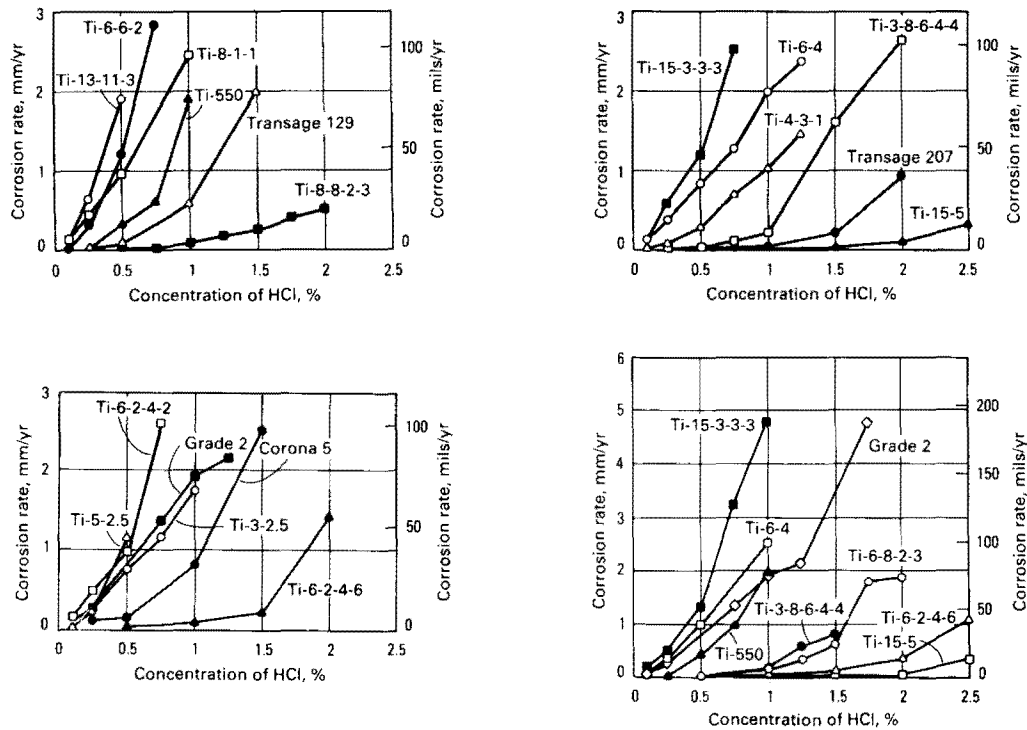 3
2
1
0
Corrosion rate, mm/yr
Ti-6-6-2
Ti-8-1-1
Ti-13-11-3
Ti-550
Transage 129
Ti-8-8-2-3
100
50
0
Corrosion rate, mils/yr
0 0.5 1 1.5 2 2.5
Concentration of HCl, %
3
2
1
0
Corrosion rate, mm/yr
Ti-3-8-6-4-4
Ti-6-4
Ti-15-3-3-3
Ti-4-3-1
Transage 207
Ti-15-5
100
50
0
Corrosion rate, mils/yr
0 0.5 1.0 1.5 2.0 2.5
Concentration of HCl, %
3
2
1
0
Corrosion rate, mm/yr
Ti-6-2-4-2
Grade 2
Corona 5
Ti-5-2.5
Ti-3-2.5
Ti-6-2-4-6
100
50
0
Corrosion rate, mils/yr
0 0.5 1.0 1.5 2.0 2.5
Concentration of HCl, %
6
5
4
3
2
1
0
Corrosion rate, mm/yr
Ti-15-3-3-3
Grade 2
Ti-6-4
Ti-6-8-2-3
Ti-3-8-6-4-4
Ti-6-2-4-6
Ti-550
Ti-15-5
200
150
100
50
0
Corrosion rate, mils/yr
0 0.5 1.0 1.5 2.0 2.5
Concentration of HCl, %